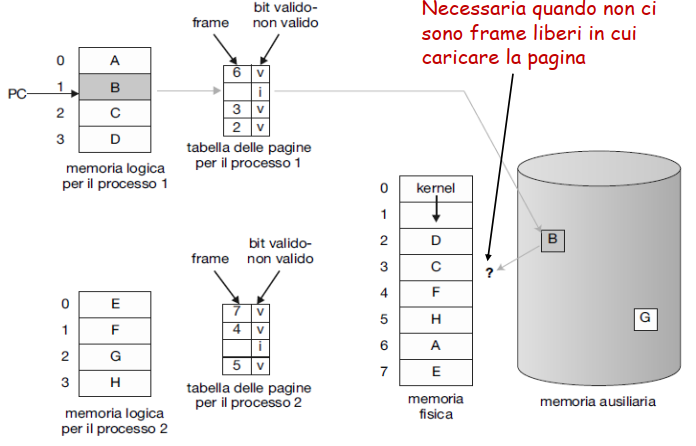 Necessaria quando non ci
sono frame liberi in cui
caricare la pagina
frame
bit valido-
non valido
PC
0 A
1 B
2 C
3 D
memoria logica
per il processo 1
6 v
i
3 v
2 v
tabella delle pagine
per il processo 1
0 E
1 F
2 G
3 H
memoria logica
per il processo 2
frame
bit valido-
non valido
7 v
4 v
i
5 v
tabella delle pagine
per il processo 2
0 kernel
1
2 D
3 C
4 F
5 H
6 A
7 E
memoria
fisica
?
B
G
memoria ausiliaria